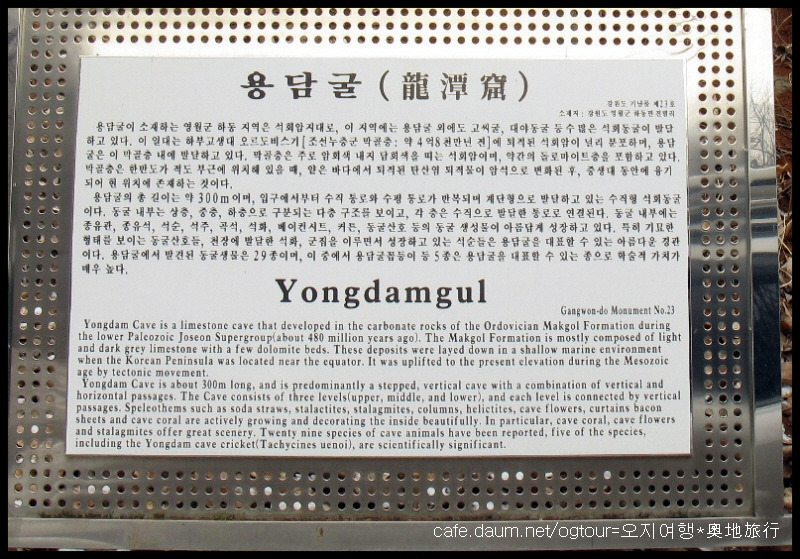 용담굴(龍潭窟)
강원도 기념물 제23호
소재지 : 강원도 영월군 하동면 진별리
용담굴이 소재하는 영월군 하동 지역은 석회암지대로, 이 지역에는 용담굴 외에도 고씨굴, 대야동굴 등 수많은 석회동굴이 발달
하고 있다. 이 일대는 하부고생대 오르도비스기[조선누층군 막골층: 약 4억8천만년 전]에 퇴적된 석회암이 널리 분포하며, 용담
굴은 이 막골층 내에 발달하고 있다. 막골층은 주로 암회색 내지 담회색을 띠는 석회암이며, 약간의 돌로마이트층을 포함하고 있다.
막골층은 한반도가 적도 부근에 위치해 있을 때, 얕은 바다에서 퇴적된 탄산염 퇴적물이 암석으로 변화된 후, 중생대 동안에 융기
되어 현 위치에 존재하는 것이다.
용담굴의 총 길이는 약 300m이며, 입구에서부터 수직 통로와 수평 통로가 반복되며 계단형으로 발달하고 있는 수직형 석회동굴
이다. 동굴 내부는 상층, 중층, 하층으로 구분되는 다층 구조를 보이고, 각 층은 수직으로 발달한 통로로 연결된다. 동굴 내부에는
종유관, 종유석, 석순, 석주, 곡석, 석화, 베이컨시트, 커튼, 동굴산호 등의 동굴 생성물이 아름답게 성장하고 있다. 특히 기묘한
형태를 보이는 동굴산호들, 천장에 발달한 석화, 군집을 이루면서 성장하고 있는 석순들은 용담굴을 대표할 수 있는 아름다운 경관
이다. 용담굴에서 발견된 동굴생물은 29종이며, 이 중에서 용담굴꼽등이 등 5종은 용담굴을 대표할 수 있는 종으로 학술적 가치가
매우 높다.
Yongdamgul
Gangwon-do Monument No.23
Yongdam Cave is a limestone cave that developed in the carbonate rocks of the Ordovician Makgol Formation during
the lower Paleozoic Joseon Supergroup(about 480 million years ago). The Makgol Formation is mostly composed of light
and dark grey limestone with a few dolomite beds. These deposits were layed down in a shallow marine environment
when the Korean Peninsula was located near the equator. It was uplifted to the present elevation during the Mesozoic
age by tectonic movement.
Yongdam Cave is about 300m long, and is predominantly a stepped, vertical cave with a combination of vertical and
horizontal passages. The Cave consists of three levels(upper, middle, and lower), and each level is connected by vertical
passages. Speleothems such as soda straws, stalactites, stalagmites, columns, helictites, cave flowers, curtains bacon
sheets and cave coral are actively growing and decorating the inside beautifully. In particular, cave coral, cave flowers
and stalagmites offer great scenery. Twenty nine species of cave animals have been reported, five of the species,
including the Yongdam cave cricket(Tachycines uenoi), are scientifically significant.
cafe.daum.net/ogtour=오지여행*奧地旅行